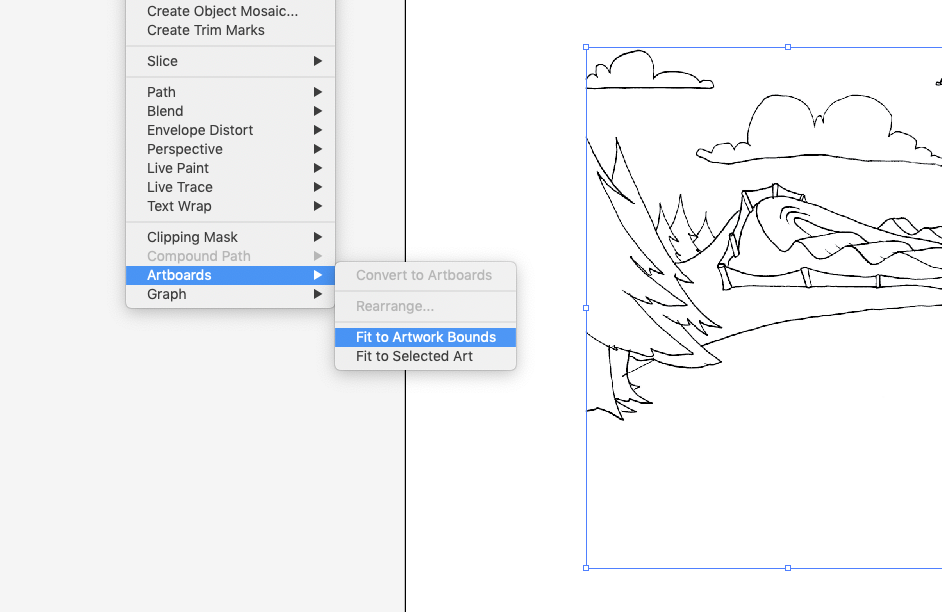 Create Object Mosaic...
Create Trim Marks
Slice
Path
Blend
Envelope Distort
Perspective
Live Paint
Live Trace
Text Wrap
Clipping Mask
Compound Path
Artboards
Graph
Convert to Artboards
Rearrange...
Fit to Artwork Bounds
Fit to Selected Art